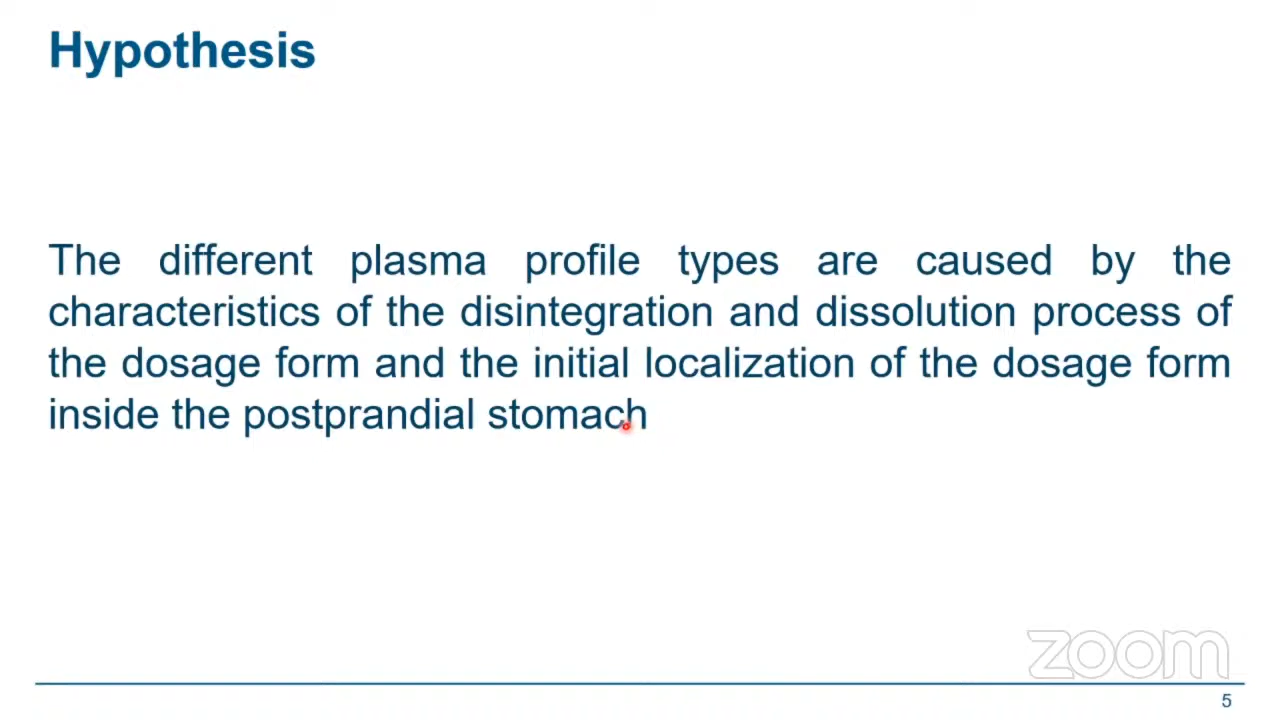 Hypothesis
The different plasma profile types are caused by the
characteristics of the disintegration and dissolution process of
the dosage form and the initial localization of the dosage form
inside the postprandial stomach
zoom
5